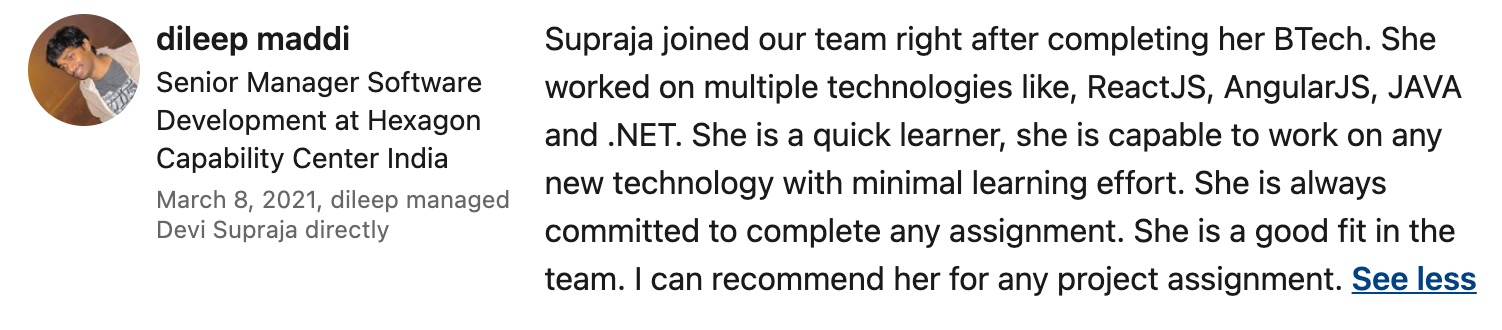 dileep maddi
Senior Manager Software
Development at Hexagon
Capability Center India
March 8, 2021, dileep managed
Devi Supraja directly
Supraja joined our team right after completing her BTech. She
worked on multiple technologies like, ReactJS, AngularJS, JAVA
and .NET. She is a quick learner, she is capable to work on any
new technology with minimal learning effort. She is always
committed to complete any assignment. She is a good fit in the
team. I can recommend her for any project assignment. See less